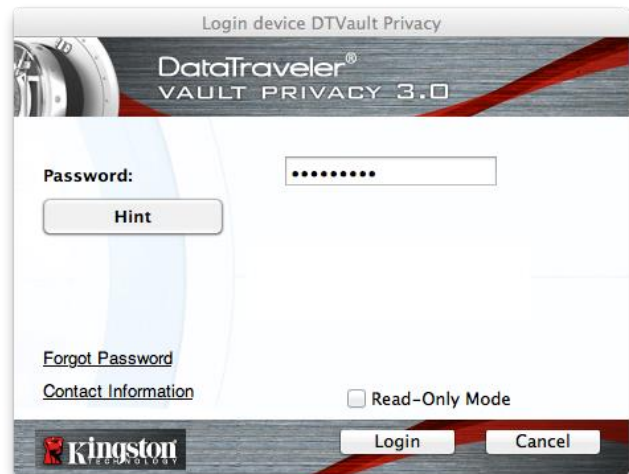 Login device DTVault Privacy
DataTraveler®
VAULT PRIVACY 3.0
Password:
•••••••••
Hint
Forgot Password
Contact Information
Read-Only Mode
Kingston
TECHNOLOGY
Login
Cancel